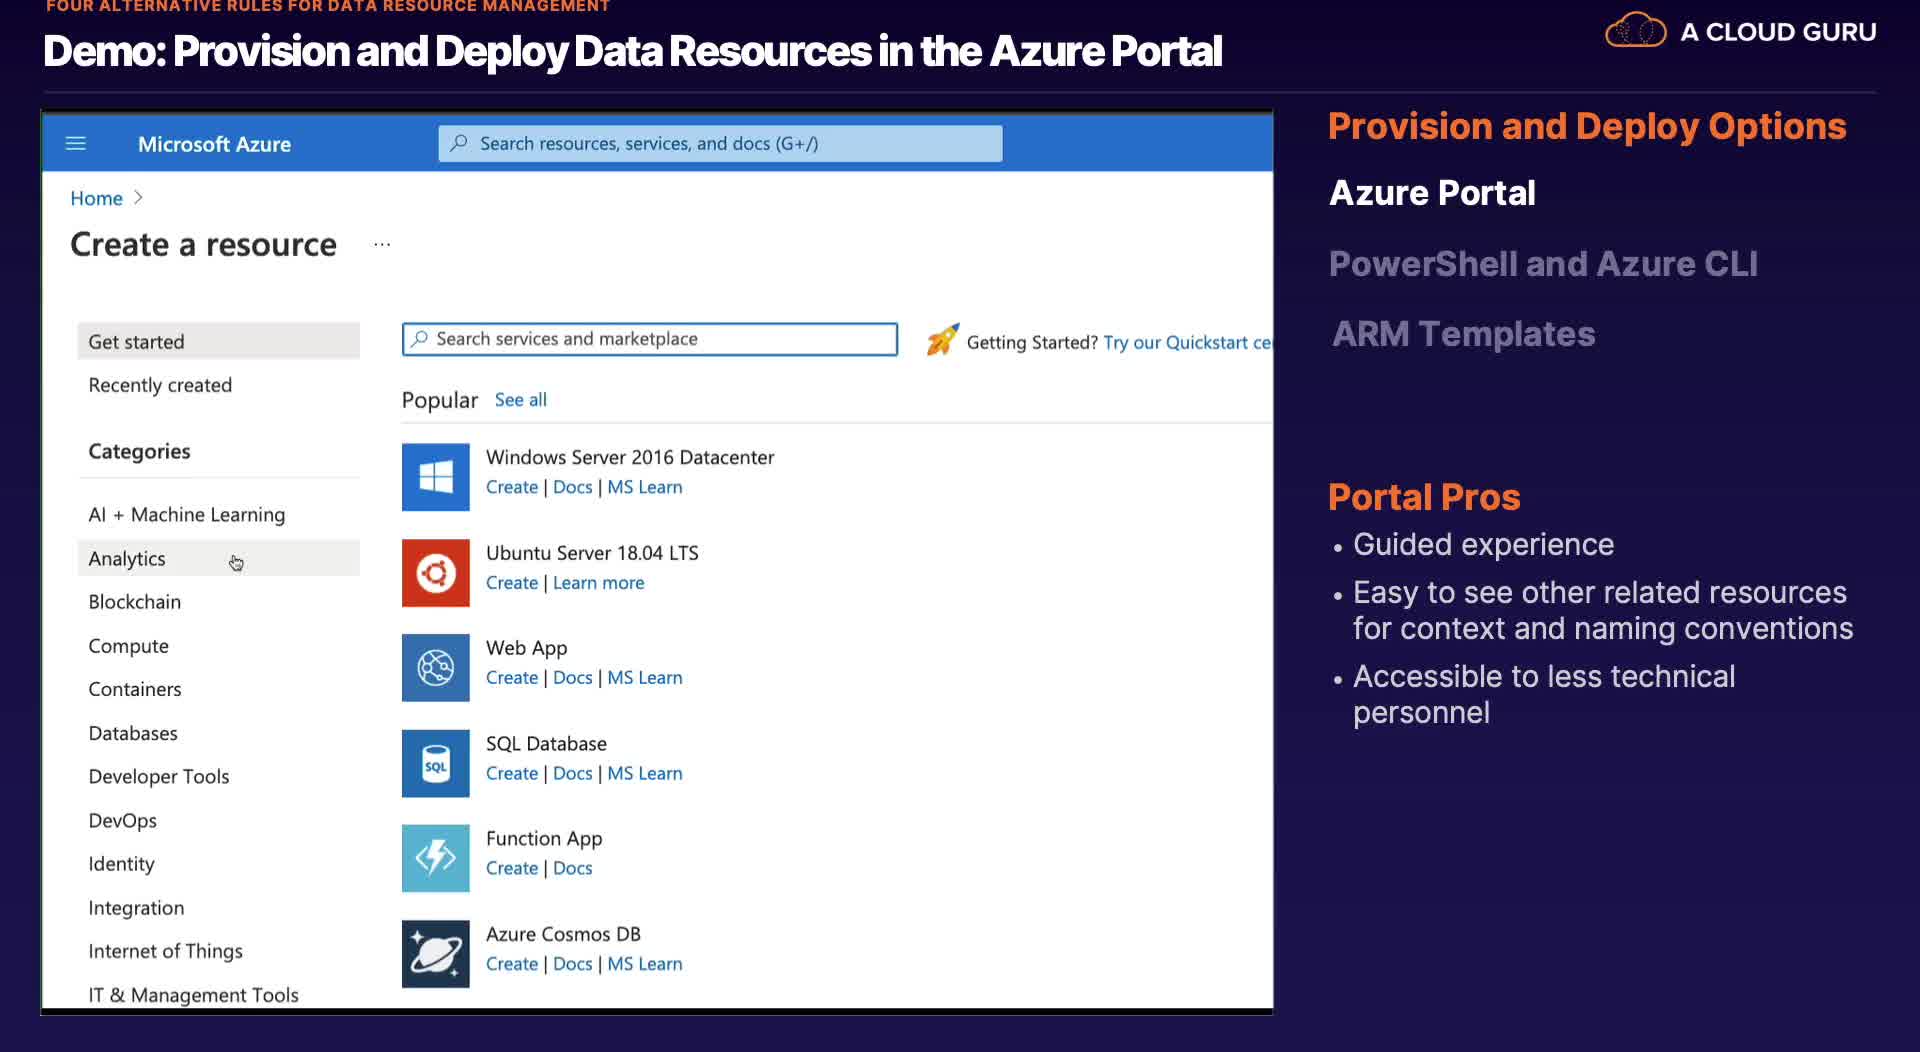 FOUR ALTERNATIVE RULES FOR DATA RESOURCE MANAGEMENT
Demo: Provision and Deploy Data Resources in the Azure Portal
A CLOUD GURU
Microsoft Azure
Search resources, services, and docs (G+/)
Home
Create a resource ...
Get started
Recently created
Categories
AI + Machine Learning
Analytics
Blockchain
Compute
Containers
Databases
Developer Tools
DevOps
Identity
Integration
Internet of Things
IT & Management Tools
Search services and marketplace
Getting Started? Try our Quickstart ce
Popular See all
Windows Server 2016 Datacenter
Create | Docs | MS Learn
Ubuntu Server 18.04 LTS
Create | Learn more
Web App
Create | Docs | MS Learn
SQL
SQL Database
Create | Docs | MS Learn
Function App
Create | Docs
Azure Cosmos DB
Create | Docs | MS Learn
Provision and Deploy Options
Azure Portal
PowerShell and Azure CLI
ARM Templates
Portal Pros
• Guided experience
• Easy to see other related resources
for context and naming conventions
• Accessible to less technical
personnel